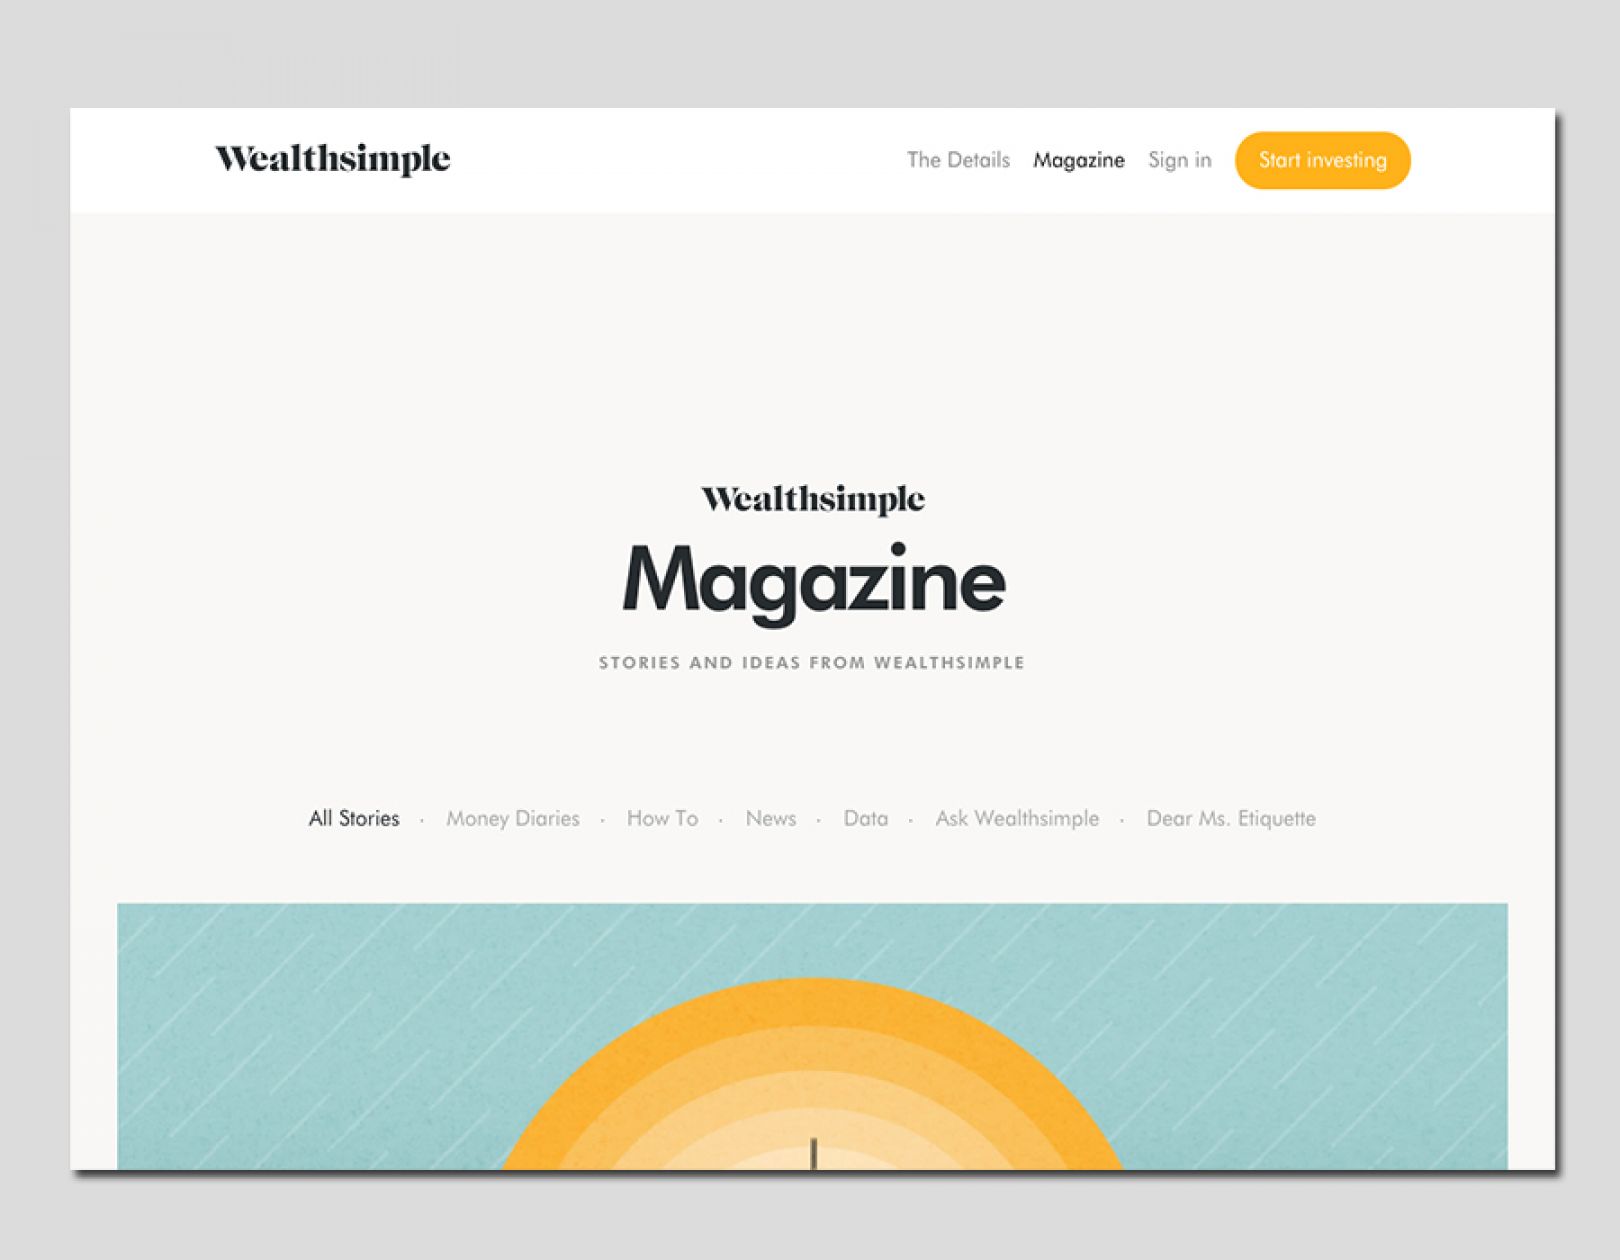 Wealthsimple
The Details Magazine Sign in Start investing
Wealthsimple
Magazine
STORIES AND IDEAS FROM WEALTHSIMPLE
All Stories · Money Diaries · How To · News · Data · Ask Wealthsimple · Dear Ms. Etiquette